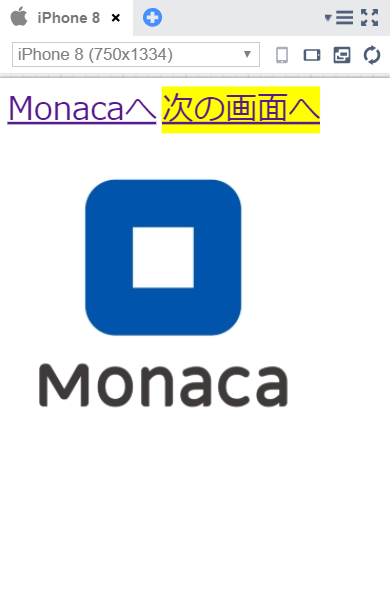 iPhone 8
iPhone 8 (750x1334)
Monacaへ 次の画面へ
Monaca